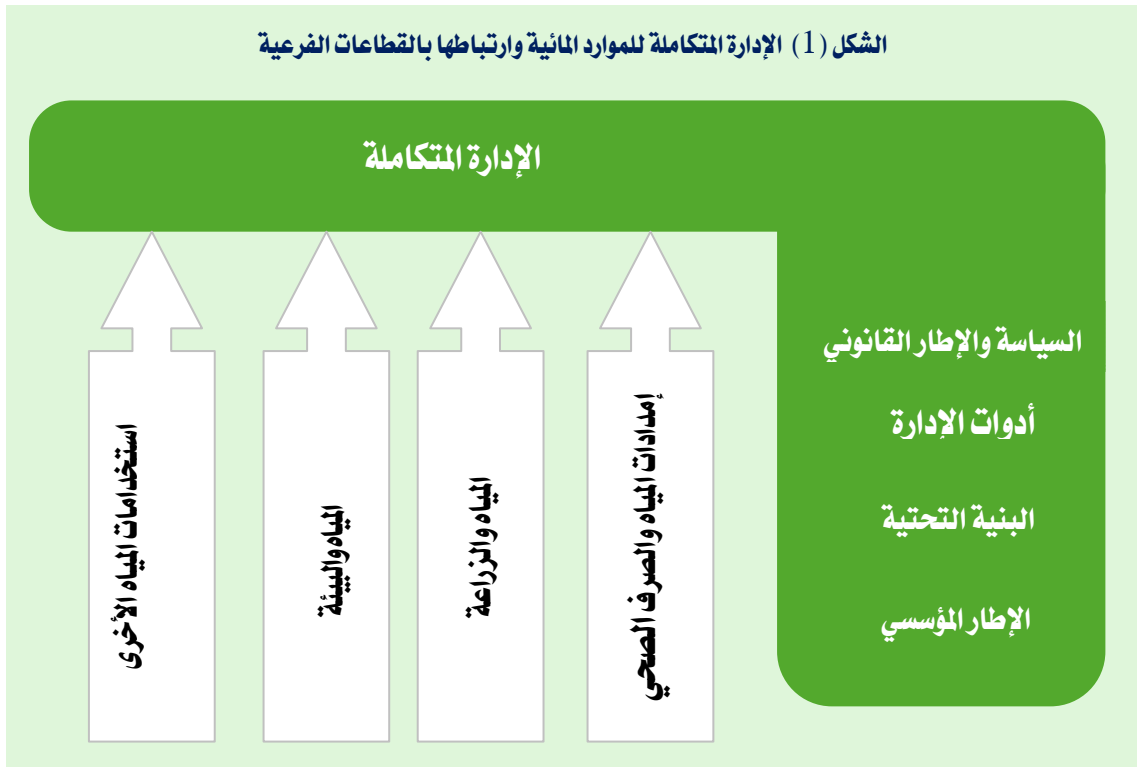 الشكل (1) الإدارة المتكاملة للموارد المائية وارتباطها بالقطاعات الفرعية
الإدارة المتكاملة
السياسة والإطار القانوني
أدوات الإدارة
البنية التحتية
الإطار المؤسسي
إمدادات المياه والصرف الصحي
المياه والزراعة
المياه والبيئة
استخدامات المياه الأخرى